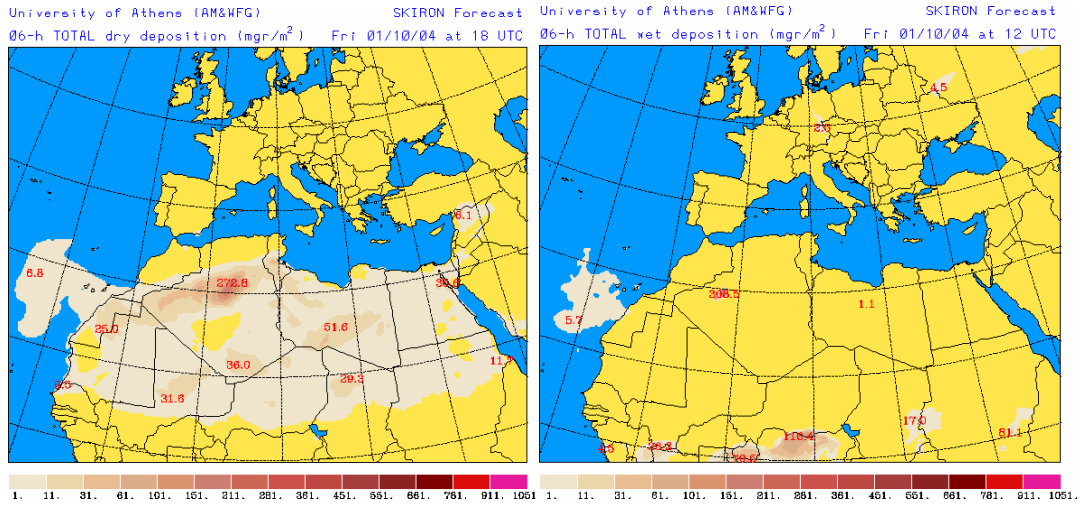 University of Athens (AM&WFG) SKIRON Forecast
06-h TOTAL dry deposition (mgr/m²) Fri 01/10/04 at 18 UTC
6.1
6.8
272.8
25.0
51.6
36.0
29.3
31.6
1. 11. 31. 61. 101. 151. 211. 281. 361. 451. 551. 661. 781. 911. 1051
University of Athens (AM&WFG) SKIRON Forecast
06-h TOTAL wet deposition (mgr/m²) Fri 01/10/04 at 12 UTC
4.5
1.1
5.7
17.0
61.1
1. 11. 31. 61. 101. 151. 211. 281. 361. 451. 551. 661. 781. 911. 1051.